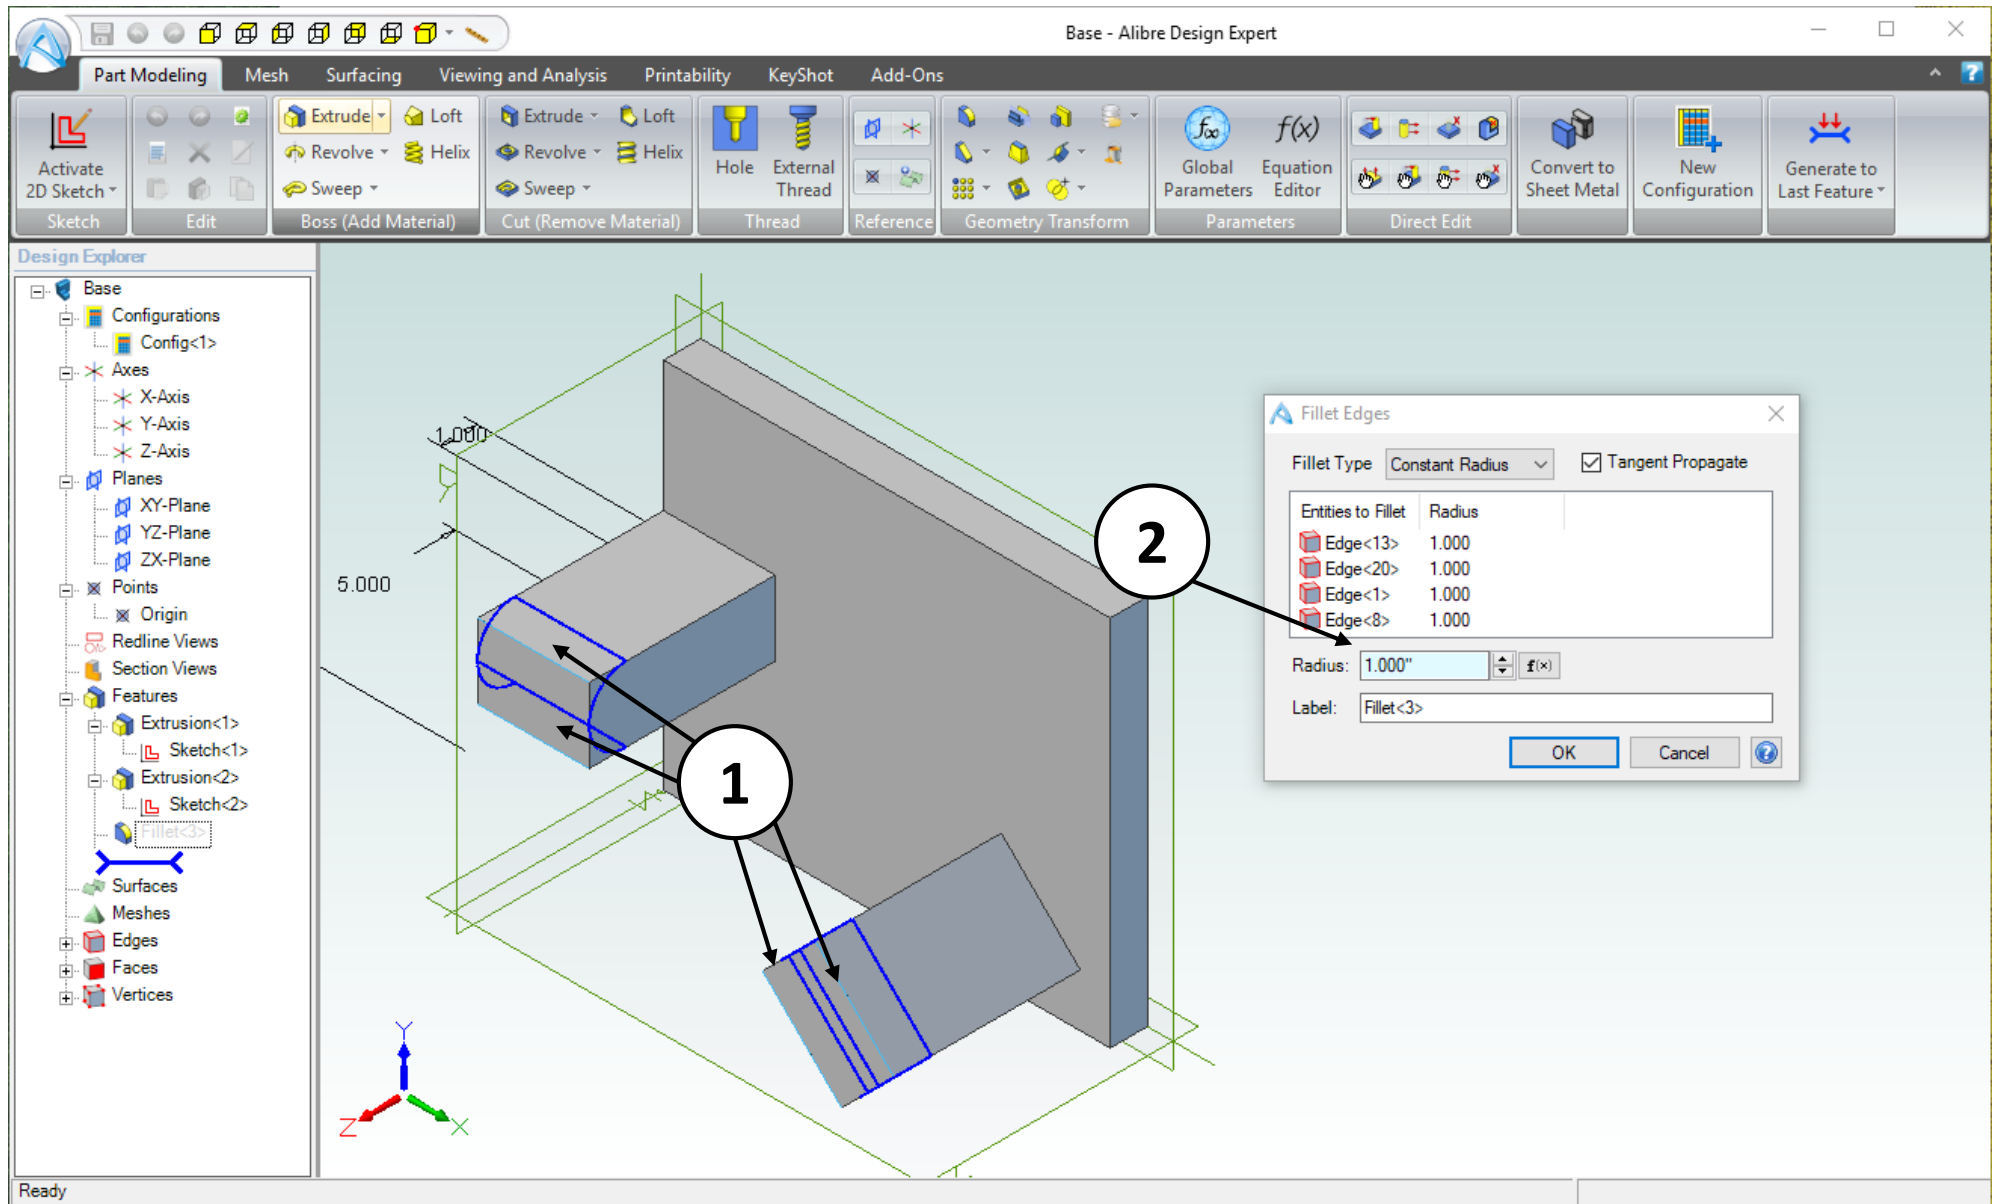 Base - Alibre Design Expert
Part Modeling Mesh Surfacing Viewing and Analysis Printability KeyShot Add-Ons
Activate
2D Sketch
Sketch
Edit
Extrude Loft
Revolve Helix
Sweep
Boss (Add Material)
Extrude Loft
Revolve Helix
Sweep
Cut (Remove Material)
Hole
External
Thread
Thread
Reference
Geometry Transform
f∞
Global
Parameters
f(x)
Equation
Editor
Parameters
Direct Edit
Convert to
Sheet Metal
New
Configuration
Generate to
Last Feature
Design Explorer
Base
Configurations
Config<1>
Axes
X-Axis
Y-Axis
Z-Axis
Planes
XY-Plane
YZ-Plane
ZX-Plane
Points
Origin
Redline Views
Section Views
Features
Extrusion<1>
Sketch<1>
Extrusion<2>
Sketch<2>
Fillet<3>
Surfaces
Meshes
Edges
Faces
Vertices
1.000
5.000
1
2
Y
Z
X
Fillet Edges
Fillet Type Constant Radius Tangent Propagate
Entities to Fillet Radius
Edge<13> 1.000
Edge<20> 1.000
Edge<1> 1.000
Edge<8> 1.000
Radius: 1.000" f(x)
Label: Fillet<3>
OK Cancel ?
Ready